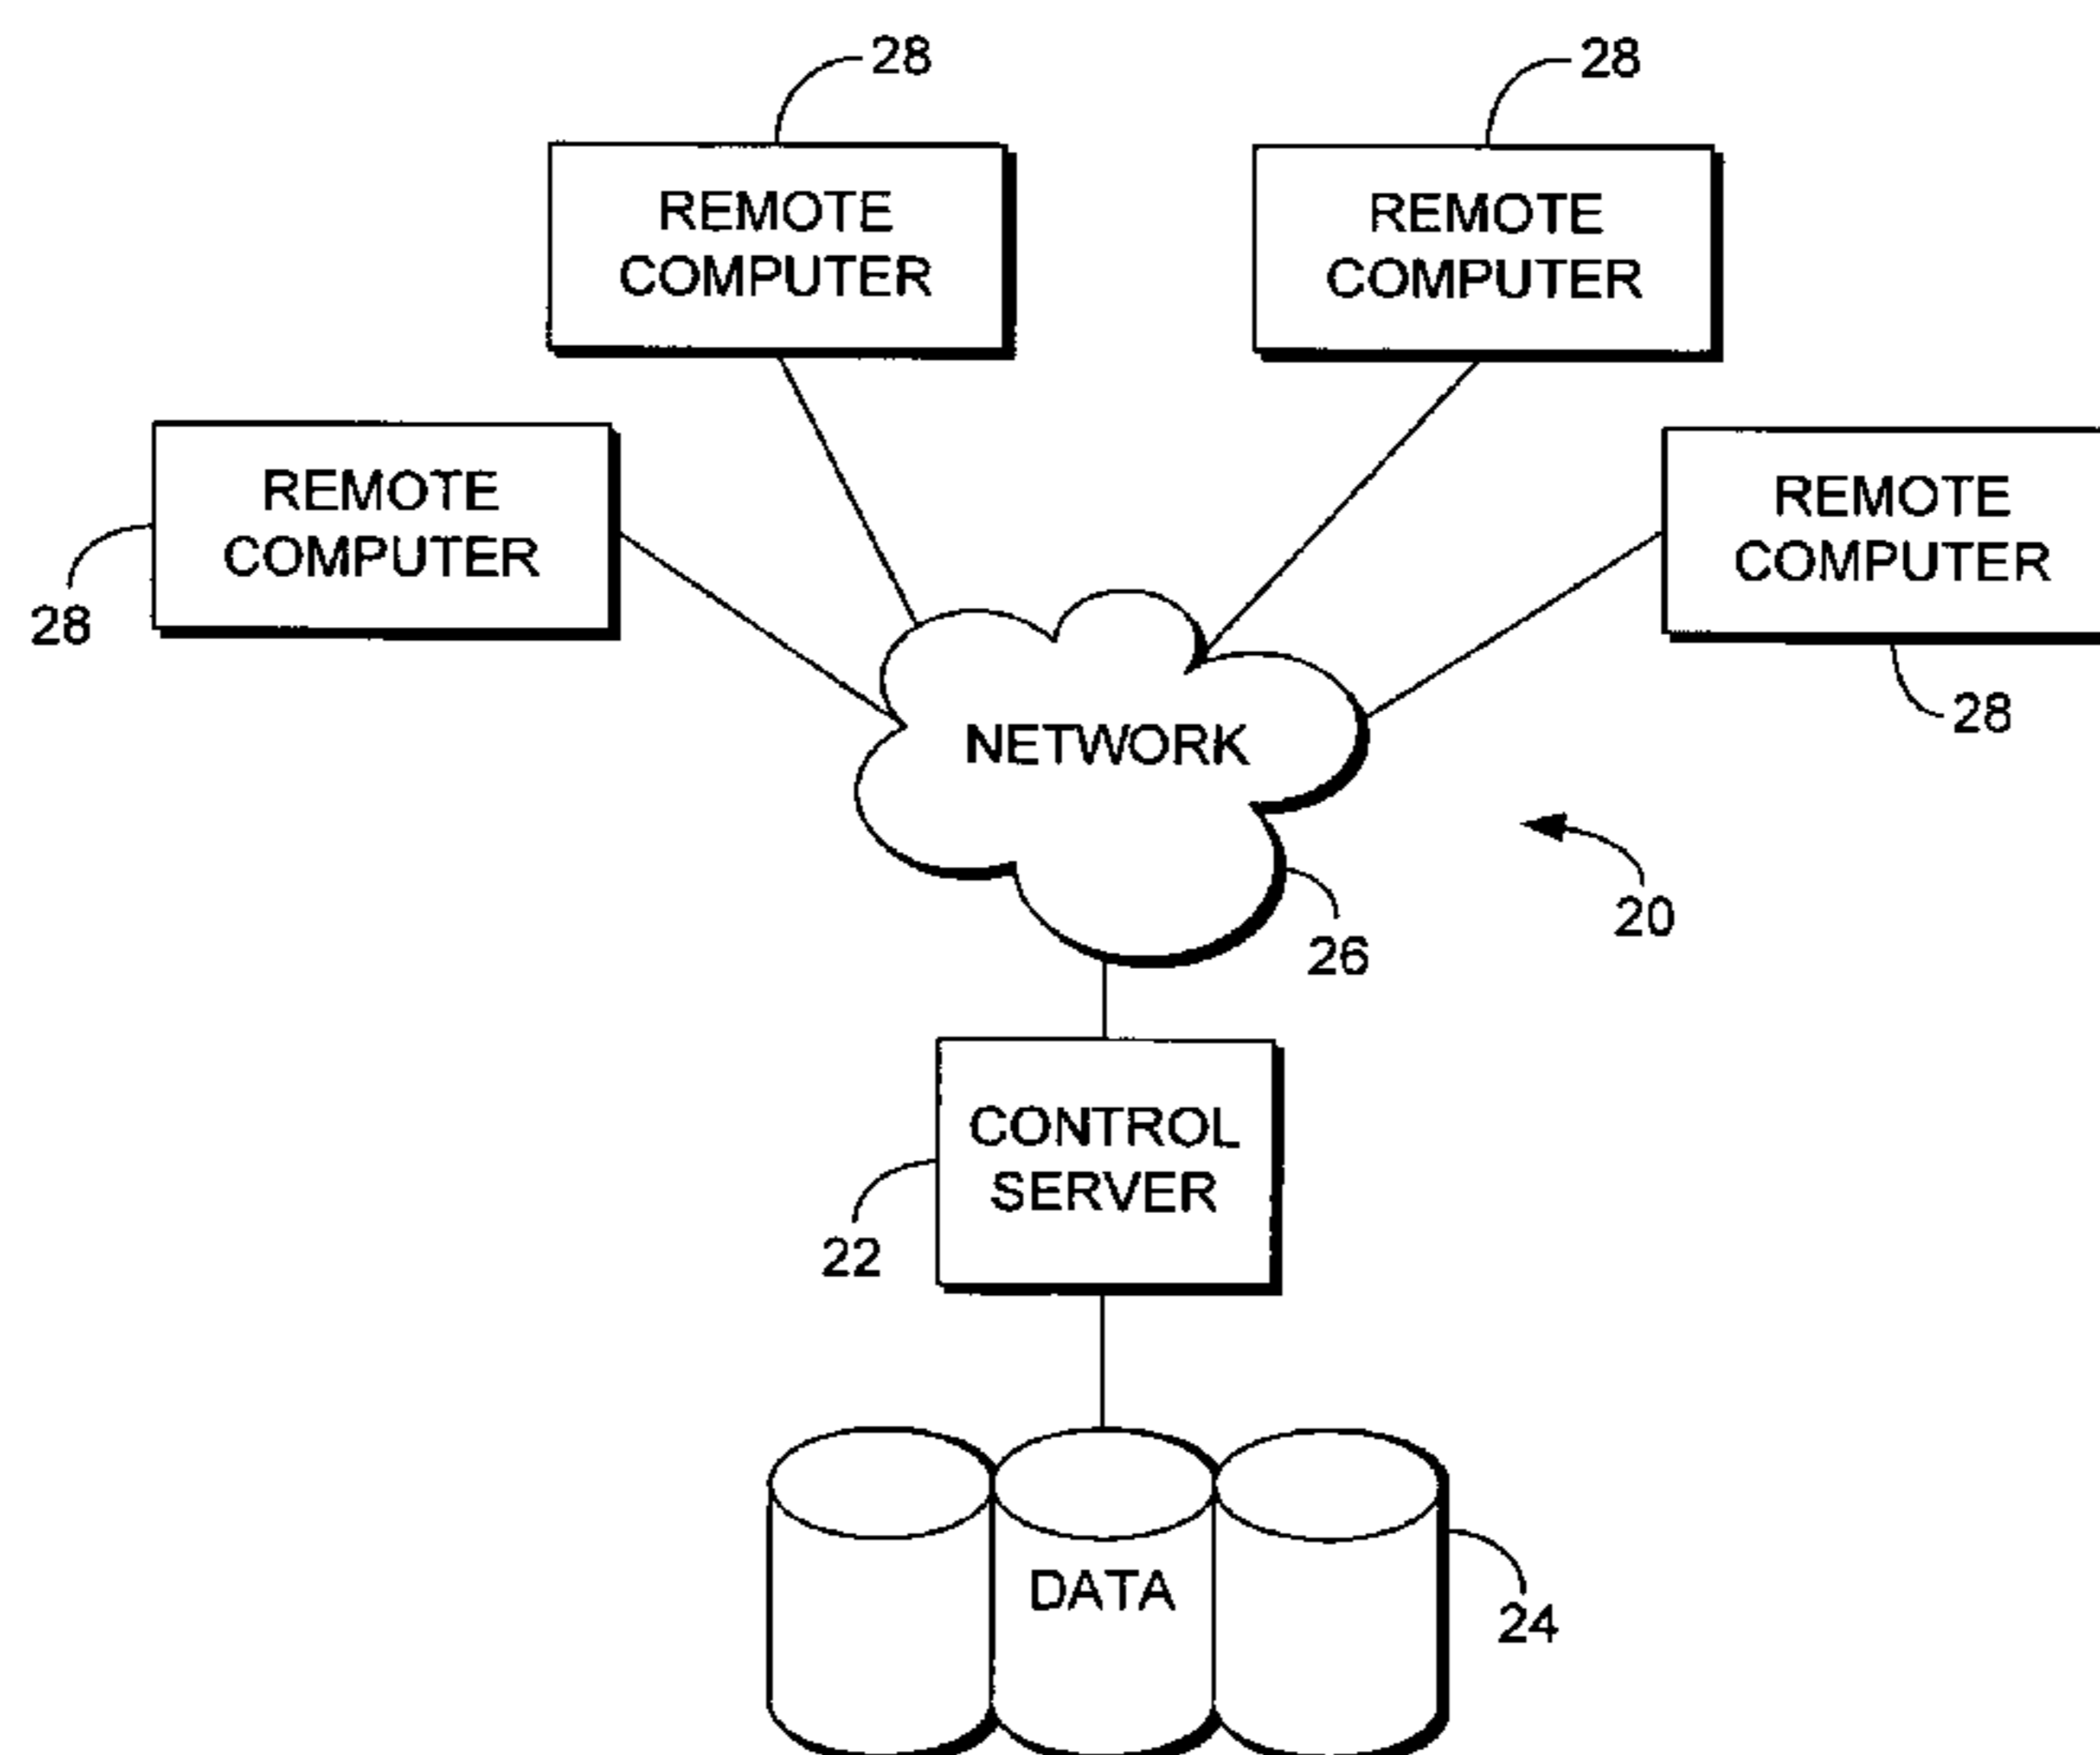 28
28
REMOTE
COMPUTER
REMOTE
COMPUTER
REMOTE
COMPUTER
REMOTE
COMPUTER
28
28
NETWORK
20
26
CONTROL
SERVER
22
DATA
24